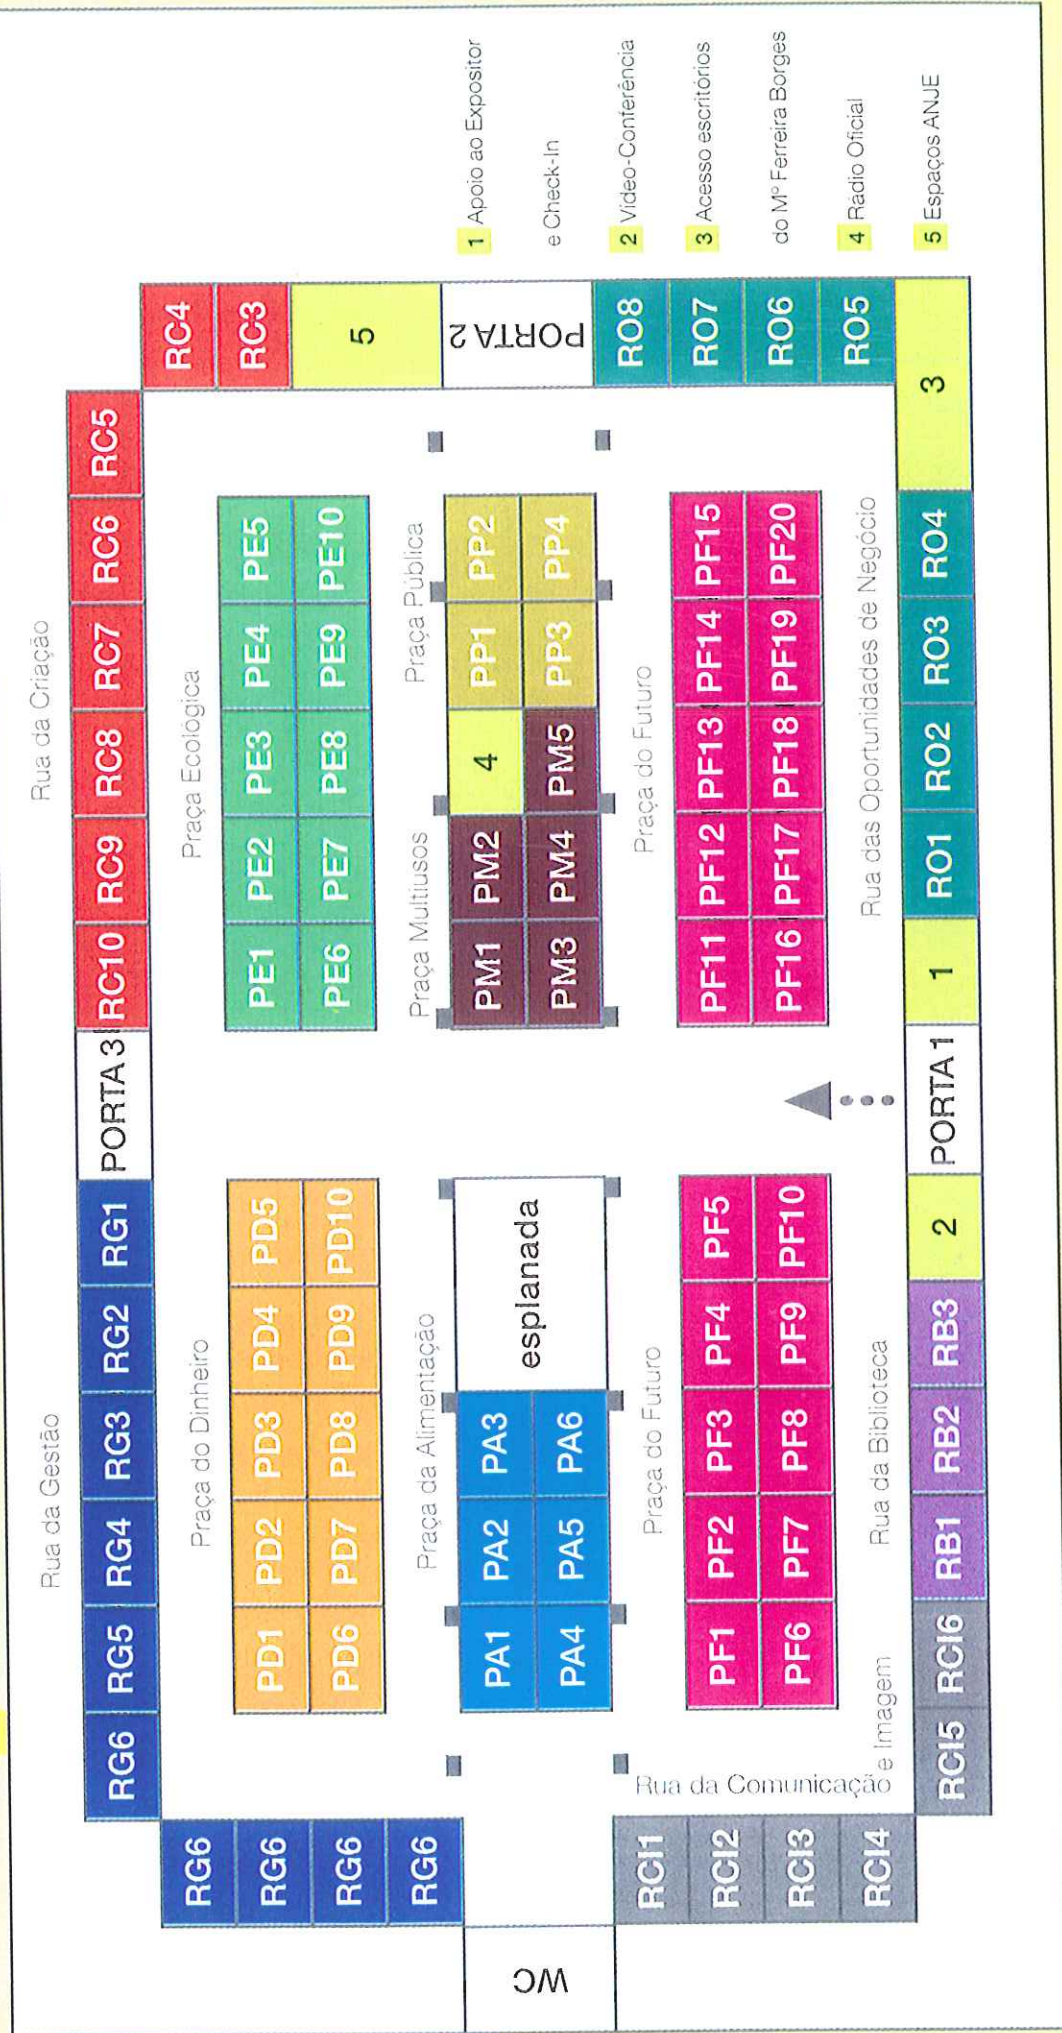 Rua da Gestão
Rua da Criação
RG6 RG5 RG4 RG3 RG2 RG1 PORTA 3 RC10 RC9 RC8 RC7 RC6 RC5
RG6
RG6
RG6
RG6
RC4
RC3
5
PORTA 2
RO8
RO7
RO6
RO5
3
Praça do Dinheiro
PD1 PD2 PD3 PD4 PD5
PD6 PD7 PD8 PD9 PD10
Praça Ecológica
PE1 PE2 PE3 PE4 PE5
PE6 PE7 PE8 PE9 PE10
Praça da Alimentação
PA1 PA2 PA3
PA4 PA5 PA6
esplanada
Praça Multiusos
Praça Pública
PM1 PM2 4 PP1 PP2
PM3 PM4 PM5 PP3 PP4
WC
Praça do Futuro
PF1 PF2 PF3 PF4 PF5
PF6 PF7 PF8 PF9 PF10
Praça do Futuro
PF11 PF12 PF13 PF14 PF15
PF16 PF17 PF18 PF19 PF20
RCI1
RCI2
RCI3
RCI4
Rua da Comunicação
e Imagem
Rua da Biblioteca
Rua das Oportunidades de Negócio
RCI5 RCI6 RB1 RB2 RB3 2 PORTA 1 1 RO1 RO2 RO3 RO4
1 Apoio ao Expositor
e Check-In
2 Vídeo-Conferência
3 Acesso escritórios
do Mº Ferreira Borges
4 Rádio Oficial
5 Espaços ANJE